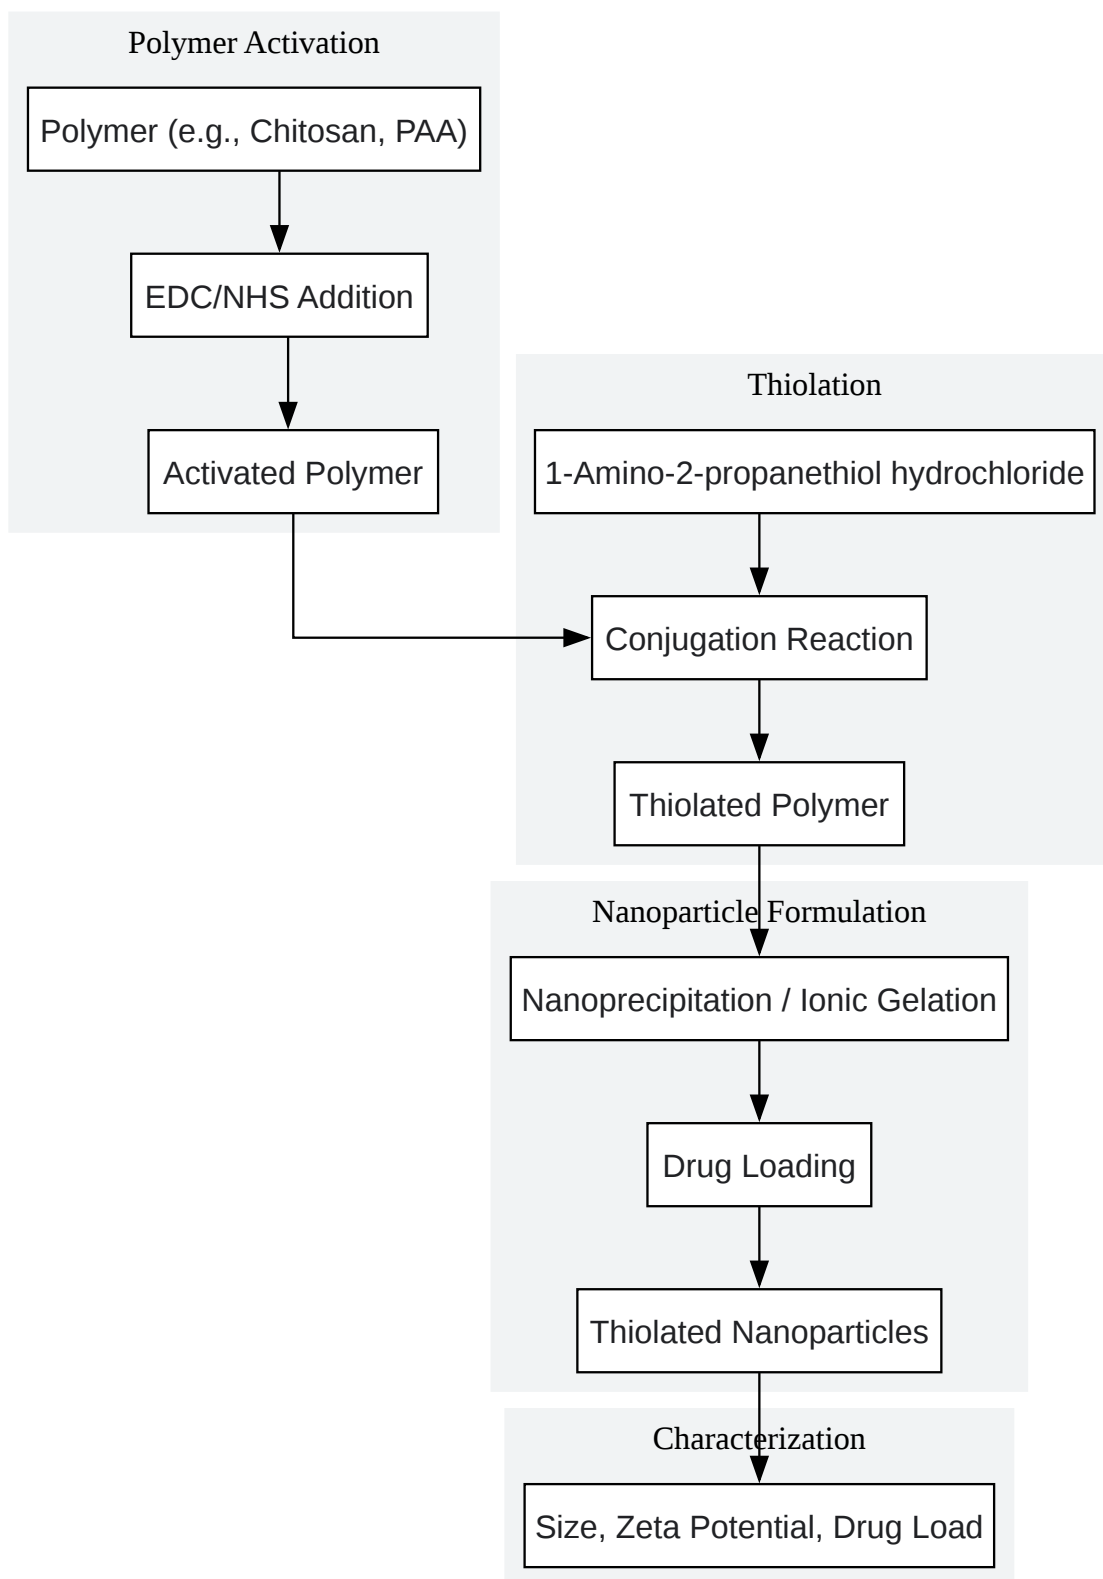 Polymer Activation
Polymer (e.g., Chitosan, PAA)
EDC/NHS Addition
Activated Polymer
Thiolation
1-Amino-2-propanethiol hydrochloride
Conjugation Reaction
Thiolated Polymer
Nanoparticle Formulation
Nanoprecipitation / Ionic Gelation
Drug Loading
Thiolated Nanoparticles
Characterization
Size, Zeta Potential, Drug Load